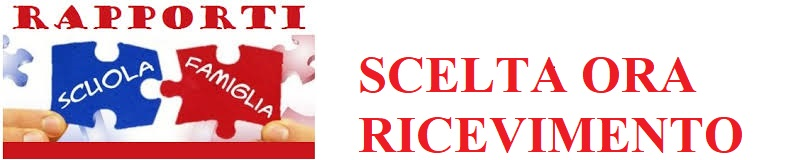 RAPPORTI
SCUOLA
FAMIGLIA
SCELTA ORA
RICEVIMENTO